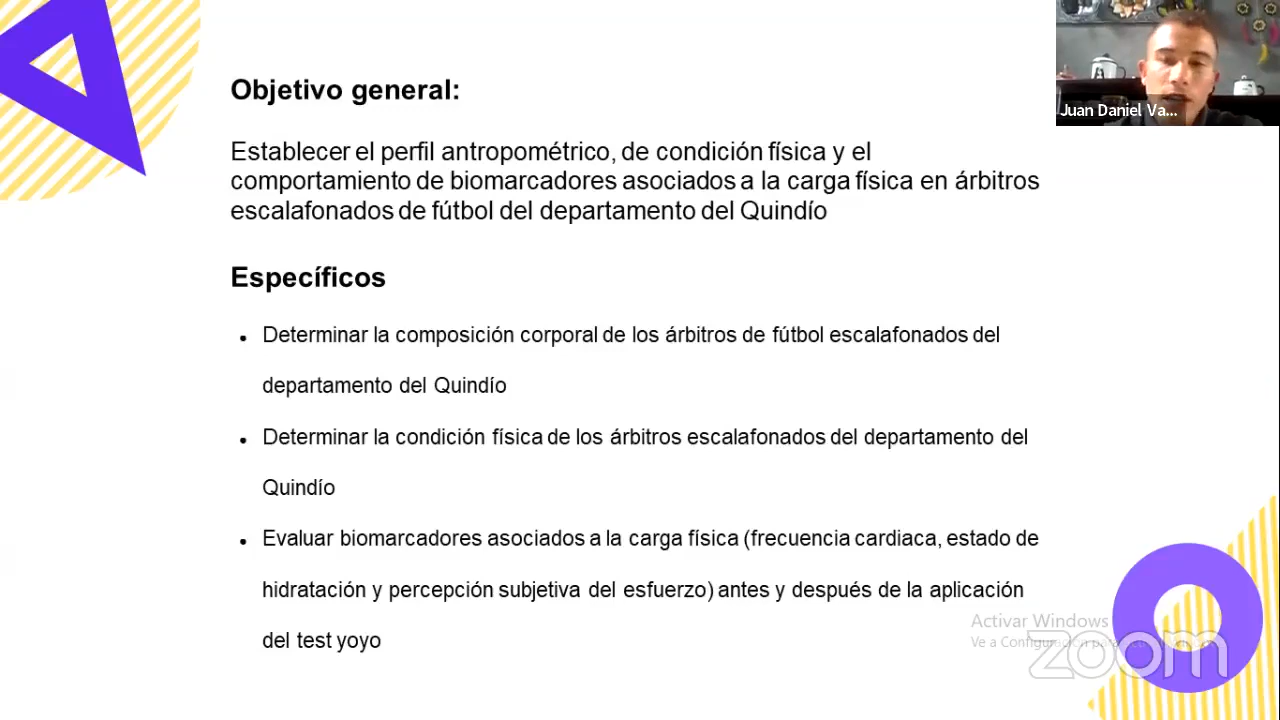 Objetivo general:
Establecer el perfil antropométrico, de condición física y el
comportamiento de biomarcadores asociados a la carga física en árbitros
escalafonados de fútbol del departamento del Quindío
Específicos
• Determinar la composición corporal de los árbitros de fútbol escalafonados del
departamento del Quindío
• Determinar la condición física de los árbitros escalafonados del departamento del
Quindío
• Evaluar biomarcadores asociados a la carga física (frecuencia cardiaca, estado de
hidratación y percepción subjetiva del esfuerzo) antes y después de la aplicación
del test yoyo
Juan Daniel Va...
Activar Windows
Ve a Configuración para
zoom